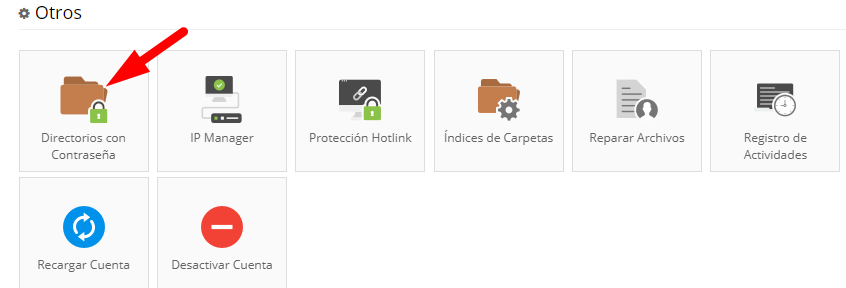 Otros
Directorios con
Contraseña
IP Manager
Protección Hotlink
Índices de Carpetas
Reparar Archivos
Registro de
Actividades
Recargar Cuenta
Desactivar Cuenta